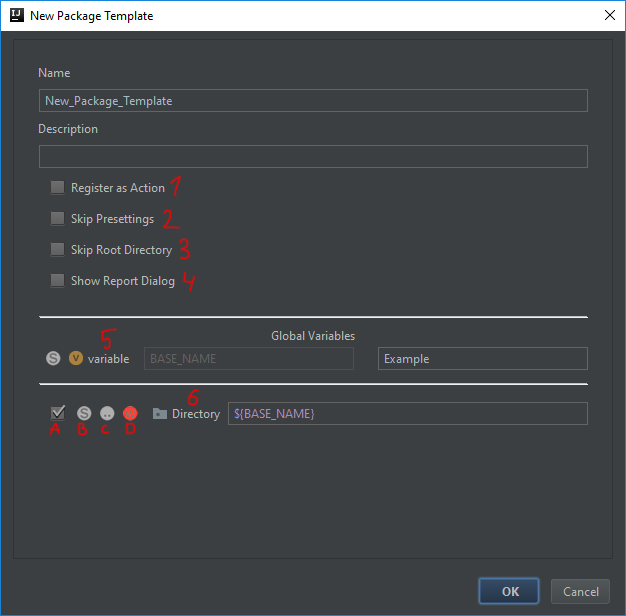 New Package Template
Name
New_Package_Template
Description
Register as Action 1
Skip Presettings 2
Skip Root Directory 3
Show Report Dialog 4
5
Global Variables
S V variable BASE_NAME Example
6
S .. Directory ${BASE_NAME}
A B C D
OK Cancel